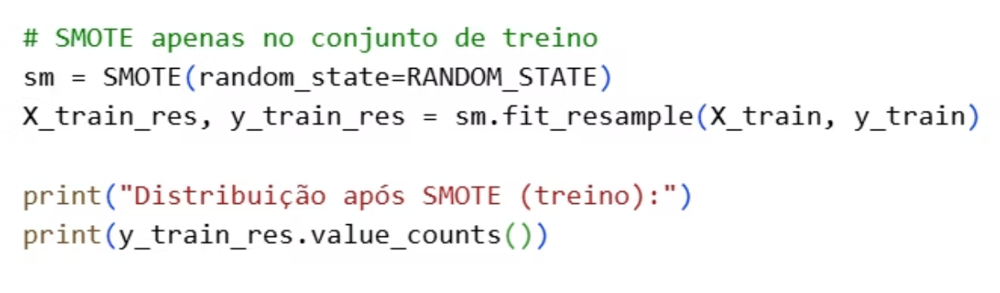 # SMOTE apenas no conjunto de treino
sm = SMOTE(random_state=RANDOM_STATE)
X_train_res, y_train_res = sm.fit_resample(X_train, y_train)
print("Distribuição após SMOTE (treino):")
print(y_train_res.value_counts())